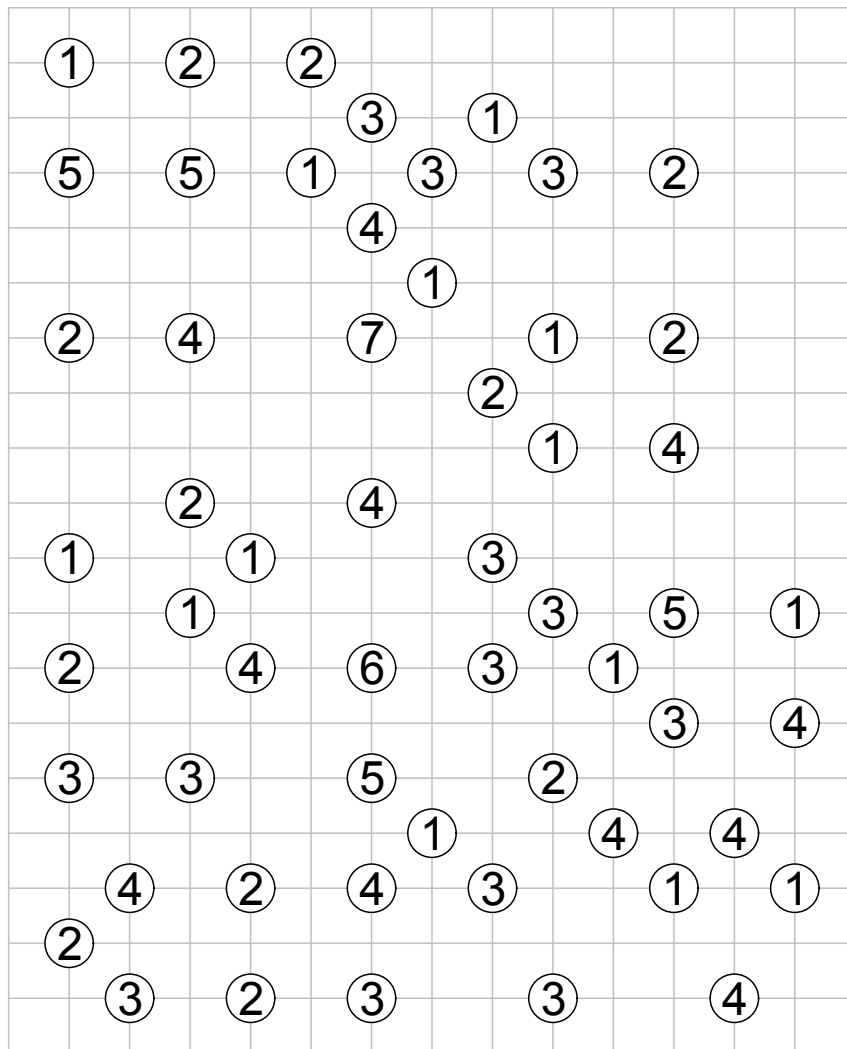 1 2 2
3 1
5 5 1 3 3 2
4
1
2 4 7 1 2
2
1 4
2 4
1 1 3
1 3 5 1
2 4 6 3 1
3 4
3 3 5 2
1 4 4
4 2 4 3 1 1
2
3 2 3 3 4